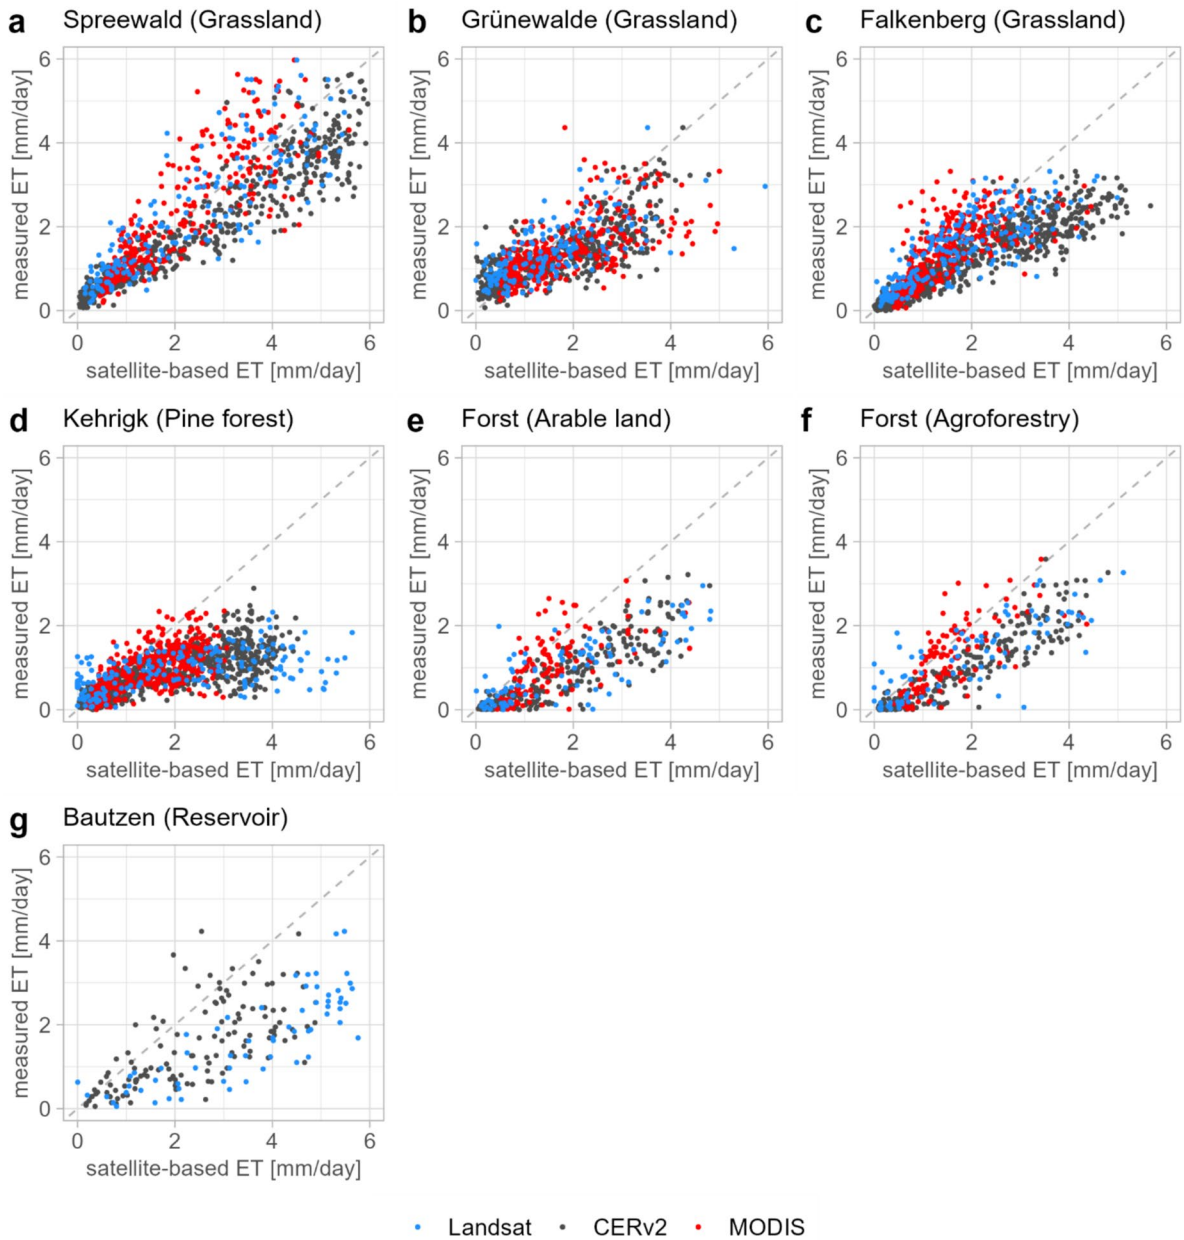 a Spreewald (Grassland)
6
4
2
0
measured ET [mm/day]
0 2 4 6
satellite-based ET [mm/day]
b Grünewalde (Grassland)
6
4
2
0
measured ET [mm/day]
0 2 4 6
satellite-based ET [mm/day]
c Falkenberg (Grassland)
6
4
2
0
measured ET [mm/day]
0 2 4 6
satellite-based ET [mm/day]
d Kehrigk (Pine forest)
6
4
2
0
measured ET [mm/day]
0 2 4 6
satellite-based ET [mm/day]
e Forst (Arable land)
6
4
2
0
measured ET [mm/day]
0 2 4 6
satellite-based ET [mm/day]
f Forst (Agroforestry)
6
4
2
0
measured ET [mm/day]
0 2 4 6
satellite-based ET [mm/day]
g Bautzen (Reservoir)
6
4
2
0
measured ET [mm/day]
0 2 4 6
satellite-based ET [mm/day]
Landsat CERv2 MODIS